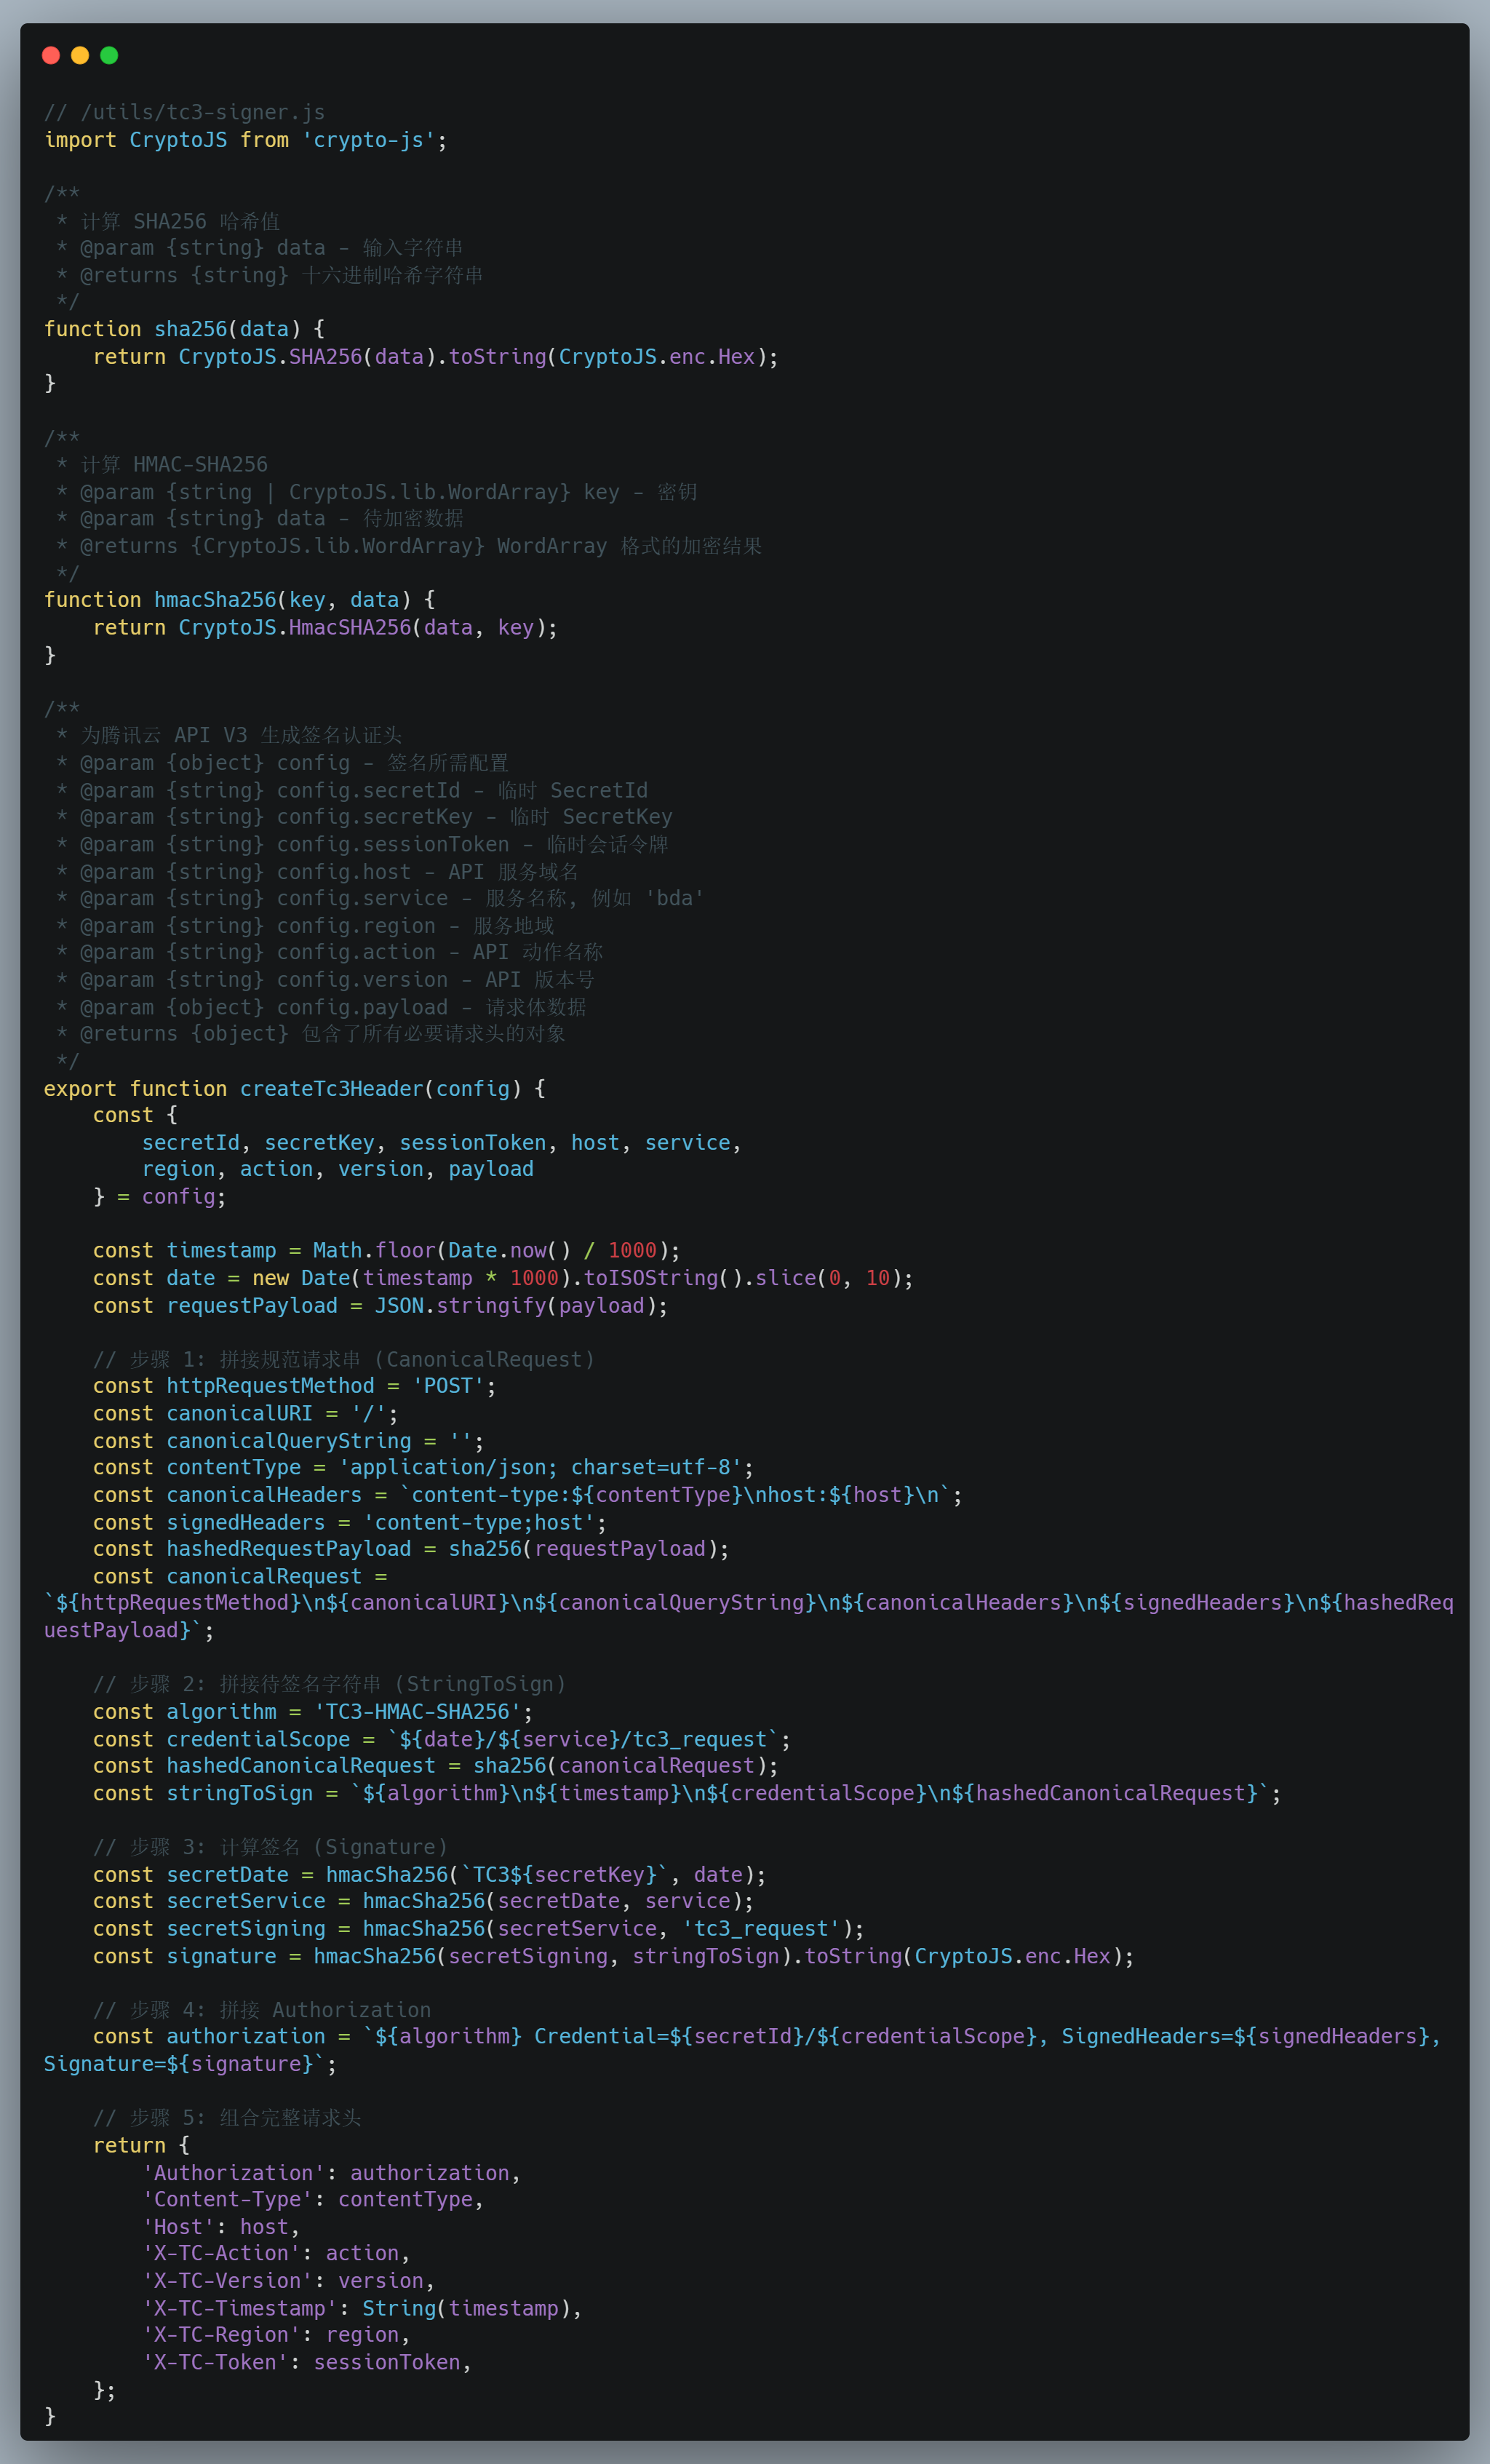 // /utils/tc3-signer.js
import CryptoJS from 'crypto-js';

/**
 * 计算 SHA256 哈希值
 * @param {string} data - 输入字符串
 * @returns {string} 十六进制哈希字符串
 */
function sha256(data) {
    return CryptoJS.SHA256(data).toString(CryptoJS.enc.Hex);
}

/**
 * 计算 HMAC-SHA256
 * @param {string | CryptoJS.lib.WordArray} key - 密钥
 * @param {string} data - 待加密数据
 * @returns {CryptoJS.lib.WordArray} WordArray 格式的加密结果
 */
function hmacSha256(key, data) {
    return CryptoJS.HmacSHA256(data, key);
}

/**
 * 为腾讯云 API V3 生成签名认证头
 * @param {object} config - 签名所需配置
 * @param {string} config.secretId - 临时 SecretId
 * @param {string} config.secretKey - 临时 SecretKey
 * @param {string} config.sessionToken - 临时会话令牌
 * @param {string} config.host - API 服务域名
 * @param {string} config.service - 服务名称, 例如 'bda'
 * @param {string} config.region - 服务地域
 * @param {string} config.action - API 动作名称
 * @param {string} config.version - API 版本号
 * @param {object} config.payload - 请求体数据
 * @returns {object} 包含了所有必要请求头的对象
 */
export function createTc3Header(config) {
    const {
        secretId, secretKey, sessionToken, host, service,
        region, action, version, payload
    } = config;

    const timestamp = Math.floor(Date.now() / 1000);
    const date = new Date(timestamp * 1000).toISOString().slice(0, 10);
    const requestPayload = JSON.stringify(payload);

    // 步骤 1: 拼接规范请求串 (CanonicalRequest)
    const httpRequestMethod = 'POST';
    const canonicalURI = '/';
    const canonicalQueryString = '';
    const contentType = 'application/json; charset=utf-8';
    const canonicalHeaders = `content-type:${contentType}\nhost:${host}\n`;
    const signedHeaders = 'content-type;host';
    const hashedRequestPayload = sha256(requestPayload);
    const canonicalRequest =
`${httpRequestMethod}\n${canonicalURI}\n${canonicalQueryString}\n${canonicalHeaders}\n${signedHeaders}\n${hashedReq
uestPayload}`;

    // 步骤 2: 拼接待签名字符串 (StringToSign)
    const algorithm = 'TC3-HMAC-SHA256';
    const credentialScope = `${date}/${service}/tc3_request`;
    const hashedCanonicalRequest = sha256(canonicalRequest);
    const stringToSign = `${algorithm}\n${timestamp}\n${credentialScope}\n${hashedCanonicalRequest}`;

    // 步骤 3: 计算签名 (Signature)
    const secretDate = hmacSha256(`TC3${secretKey}`, date);
    const secretService = hmacSha256(secretDate, service);
    const secretSigning = hmacSha256(secretService, 'tc3_request');
    const signature = hmacSha256(secretSigning, stringToSign).toString(CryptoJS.enc.Hex);

    // 步骤 4: 拼接 Authorization
    const authorization = `${algorithm} Credential=${secretId}/${credentialScope}, SignedHeaders=${signedHeaders},
Signature=${signature}`;

    // 步骤 5: 组合完整请求头
    return {
        'Authorization': authorization,
        'Content-Type': contentType,
        'Host': host,
        'X-TC-Action': action,
        'X-TC-Version': version,
        'X-TC-Timestamp': String(timestamp),
        'X-TC-Region': region,
        'X-TC-Token': sessionToken,
    };
}